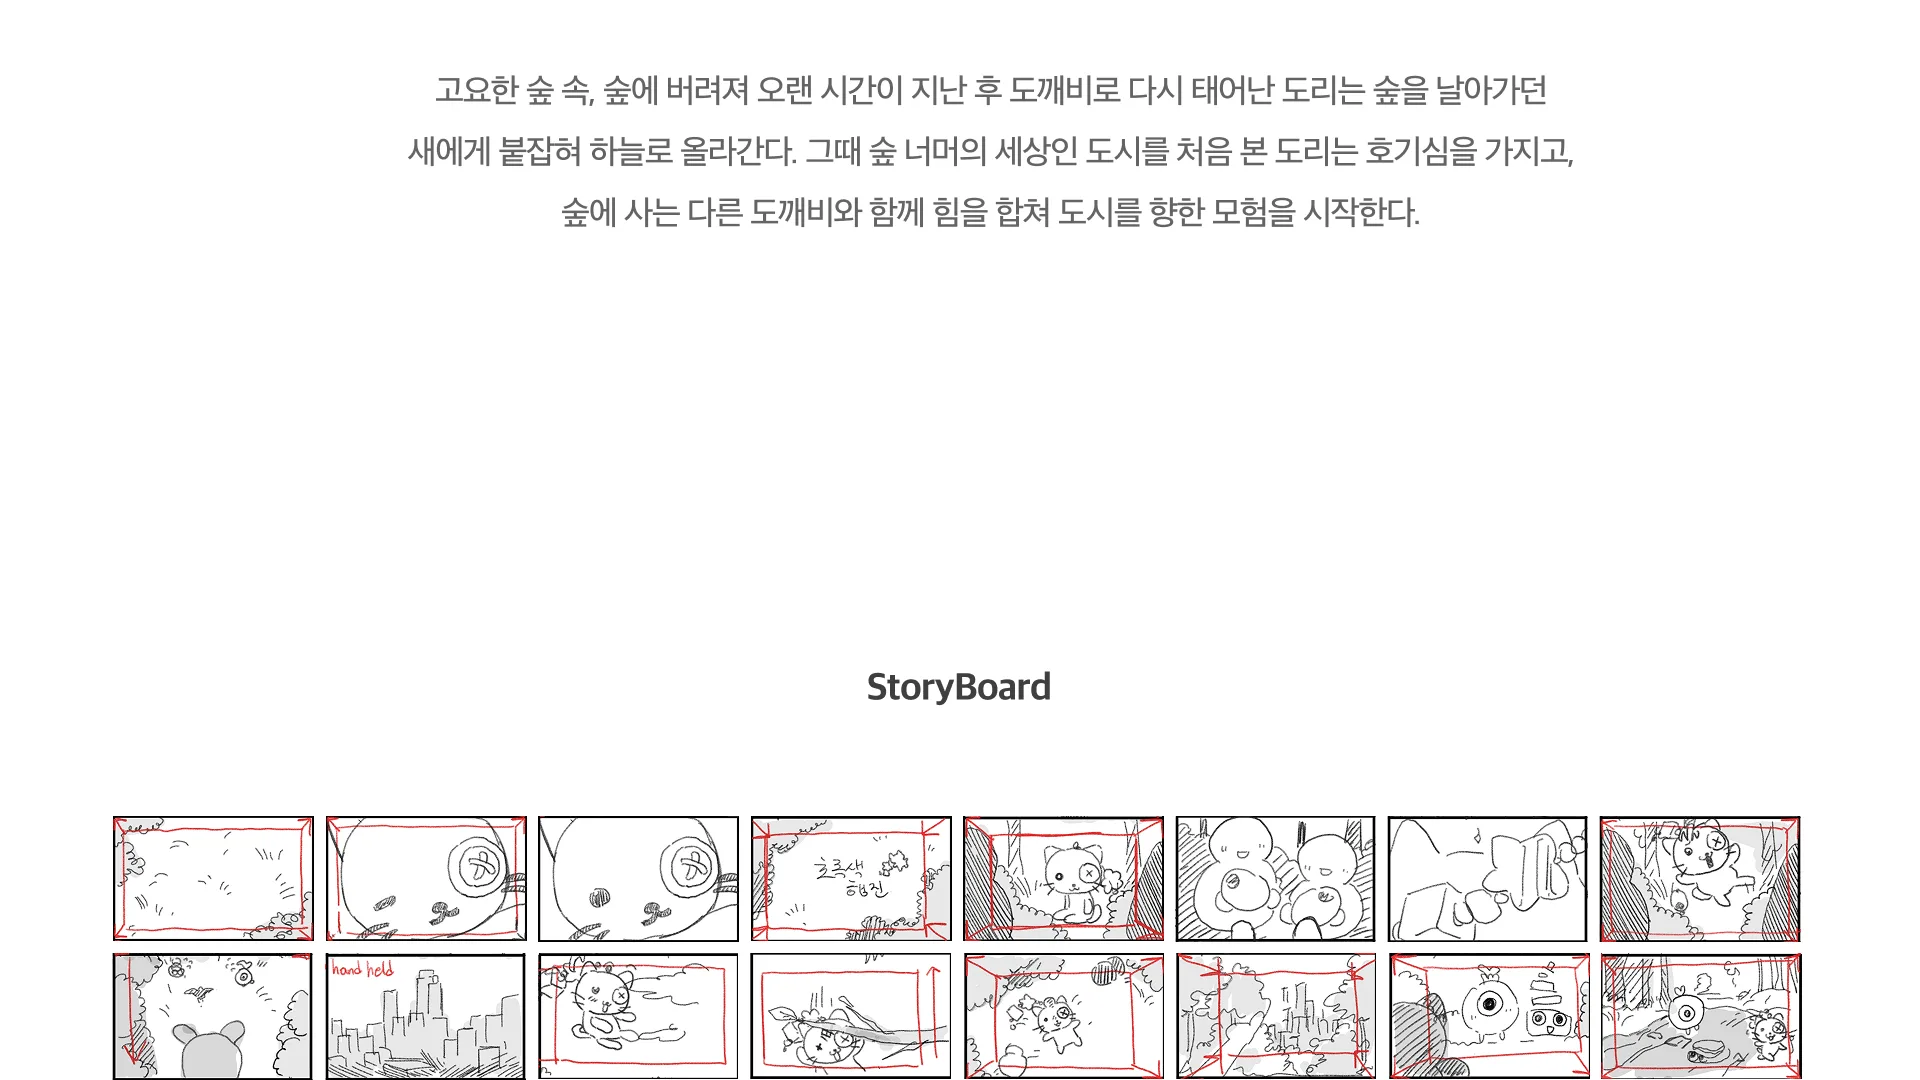 고요한 숲 속, 숲에 버려져 오랜 시간이 지난 후 도깨비로 다시 태어난 도리는 숲을 날아가던
새에게 붙잡혀 하늘로 올라간다. 그때 숲 너머의 세상인 도시를 처음 본 도리는 호기심을 가지고,
숲에 사는 다른 도깨비와 함께 힘을 합쳐 도시를 향한 모험을 시작한다.
StoryBoard
초록색
행진
hand held